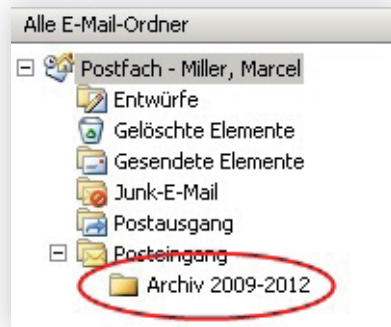 Alle E-Mail-Ordner
Postfach - Miller, Marcel
Entwürfe
Gelöschte Elemente
Gesendete Elemente
Junk-E-Mail
Postausgang
Posteingang
Archiv 2009-2012